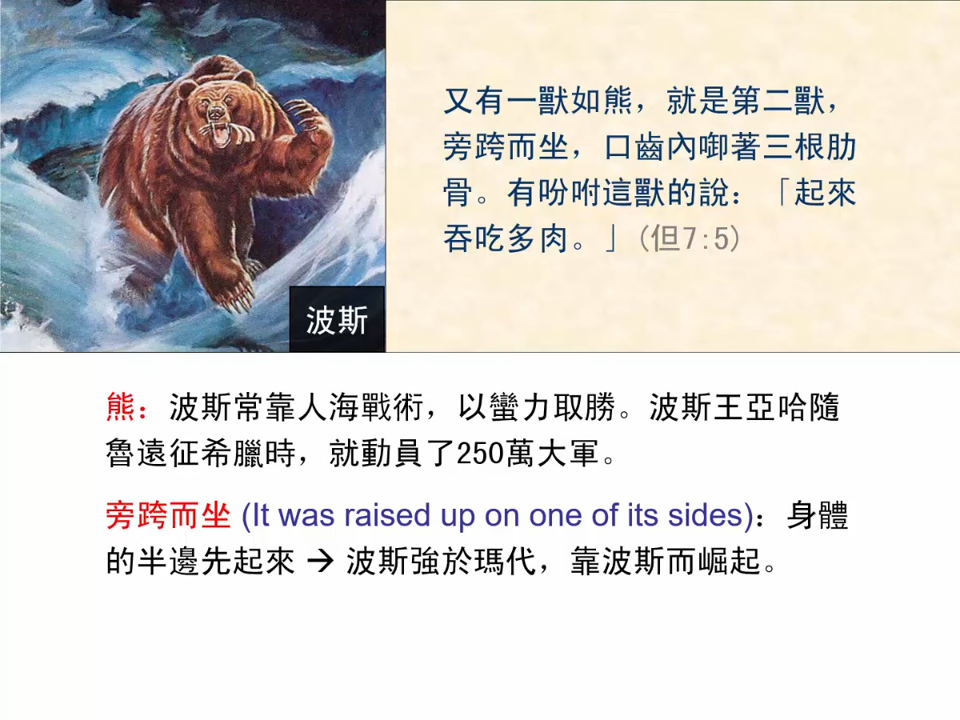 又有一獸如熊，就是第二獸，
旁跨而坐，口齒內啣著三根肋
骨。有吩咐這獸的說：「起來
吞吃多肉。」(但7:5)
波斯
熊：波斯常靠人海戰術，以蠻力取勝。波斯王亞哈隨
魯遠征希臘時，就動員了250萬大軍。
旁跨而坐 (It was raised up on one of its sides)：身體
的半邊先起來 → 波斯強於瑪代，靠波斯而崛起。